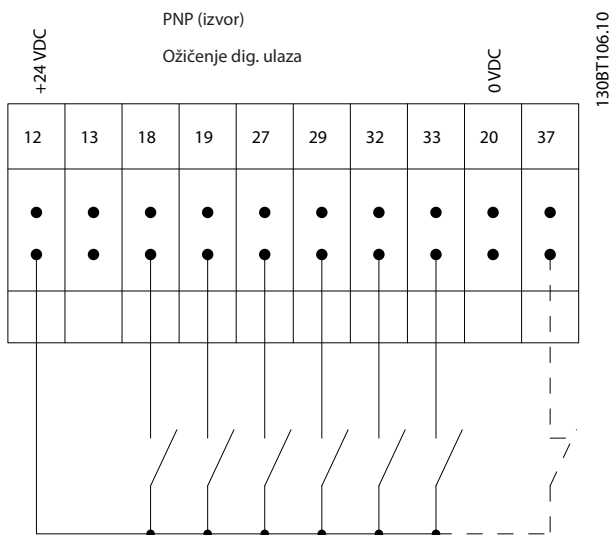 PNP (izvor)
Ožičenje dig. ulaza
+24 VDC
0 VDC
130BT106.10
12 13 18 19 27 29 32 33 20 37